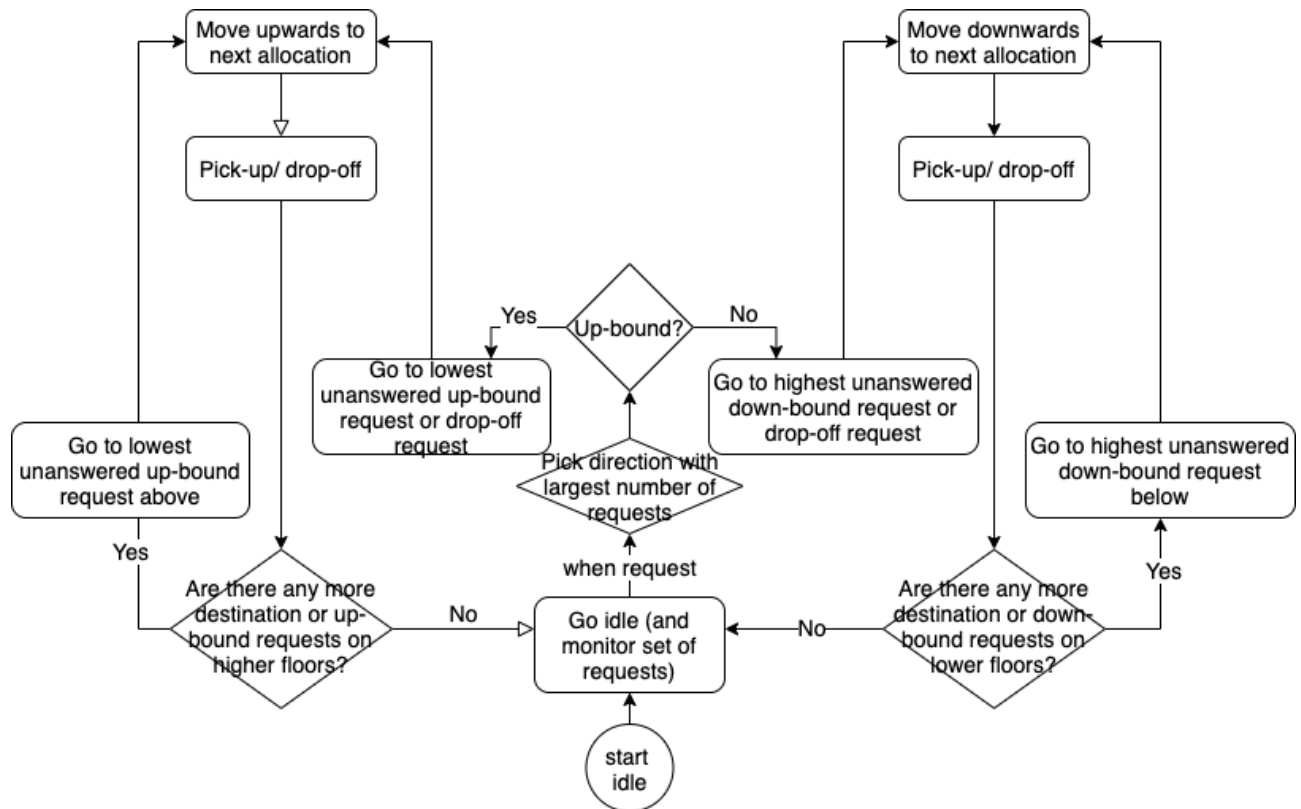 Move upwards to
next allocation
Move downwards
to next allocation
Pick-up/ drop-off
Pick-up/ drop-off
Up-bound?
Yes
No
Go to lowest
unanswered up-bound
request or drop-off
request
Go to highest unanswered
down-bound request or
drop-off request
Go to lowest
unanswered up-bound
request above
Go to highest unanswered
down-bound request
below
Pick direction with
largest number of
requests
Yes
when request
Yes
Are there any more
destination or up-
bound requests on
higher floors?
No
Go idle (and
monitor set of
requests)
No
Are there any more
destination or down-
bound requests on
lower floors?
start
idle